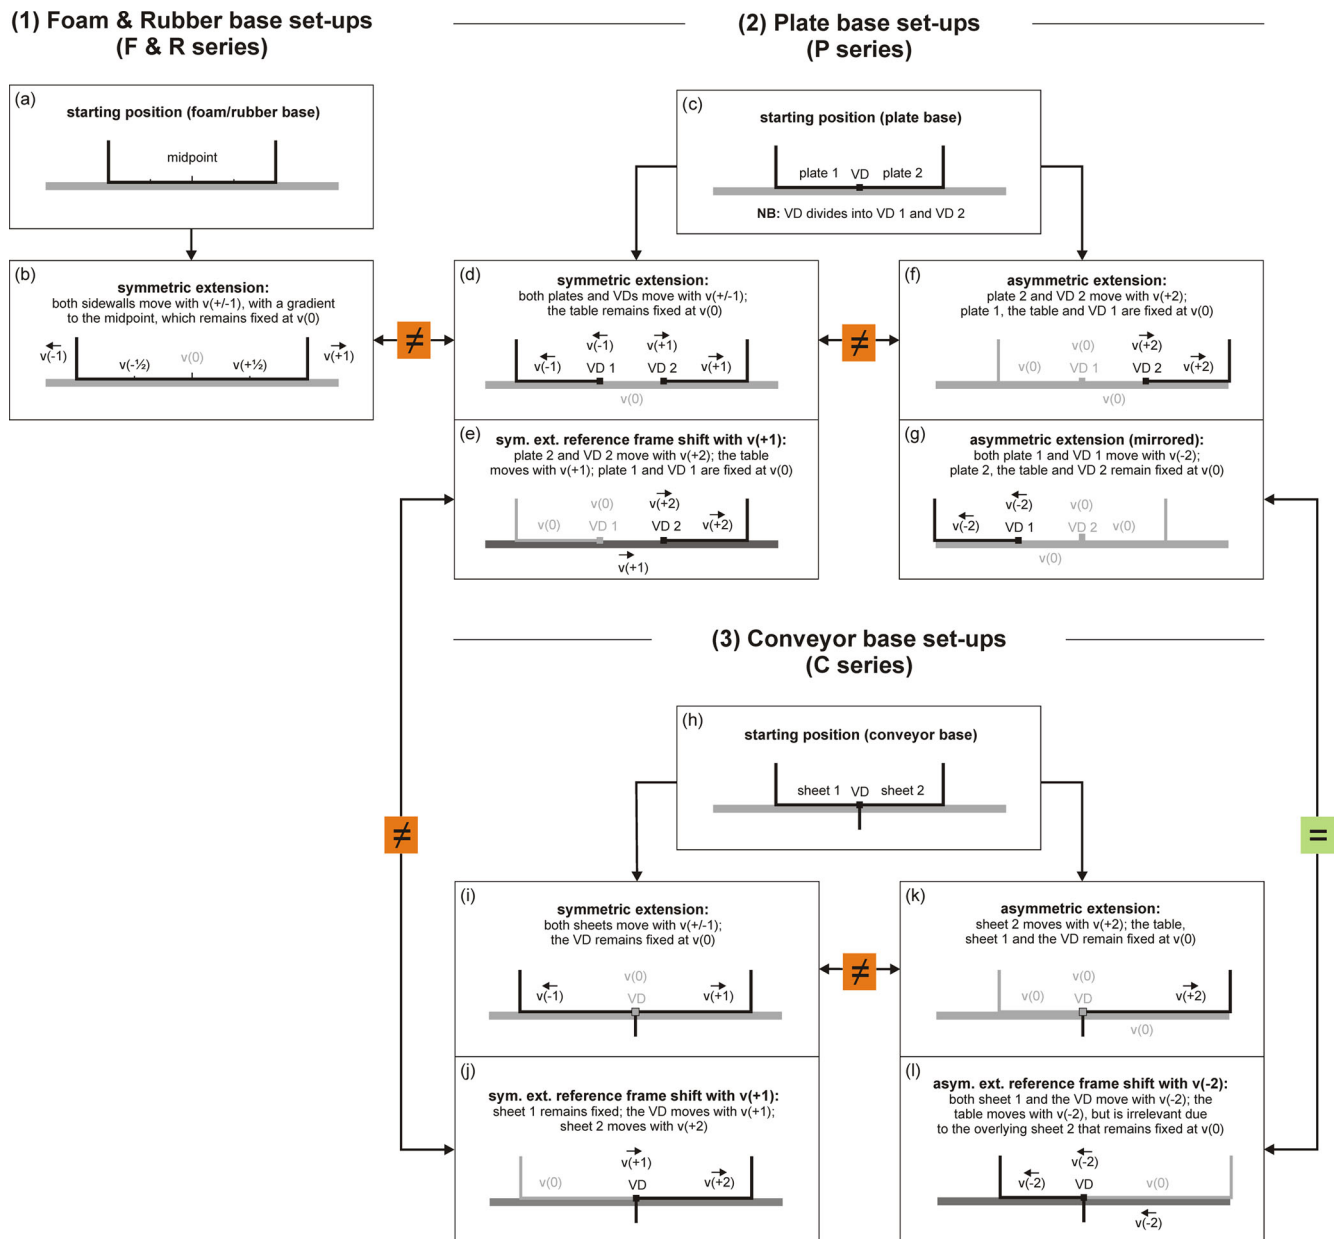 (1) Foam & Rubber base set-ups
(F & R series)
(2) Plate base set-ups
(P series)
(a)
starting position (foam/rubber base)
midpoint
(c)
starting position (plate base)
plate 1 VD plate 2
NB: VD divides into VD 1 and VD 2
(b)
symmetric extension:
both sidewalls move with v(+/-1), with a gradient
to the midpoint, which remains fixed at v(0)
v(-1) v(-½) v(0) v(+½) v(+1)
≠
(d)
symmetric extension:
both plates and VDs move with v(+/-1);
the table remains fixed at v(0)
v(-1) v(+1)
v(-1) VD 1 VD 2 v(+1)
v(0)
≠
(f)
asymmetric extension:
plate 2 and VD 2 move with v(+2);
plate 1, the table and VD 1 are fixed at v(0)
v(0) v(+2)
v(0) VD 1 VD 2 v(+2)
v(0)
(e)
sym. ext. reference frame shift with v(+1):
plate 2 and VD 2 move with v(+2); the table
moves with v(+1); plate 1 and VD 1 are fixed at v(0)
v(0) v(+2)
v(0) VD 1 VD 2 v(+2)
v(+1)
(g)
asymmetric extension (mirrored):
both plate 1 and VD 1 move with v(-2);
plate 2, the table and VD 2 remain fixed at v(0)
v(-2) v(0)
v(-2) VD 1 VD 2 v(0)
v(0)
(3) Conveyor base set-ups
(C series)
(h)
starting position (conveyor base)
sheet 1 VD sheet 2
≠
=
(i)
symmetric extension:
both sheets move with v(+/-1);
the VD remains fixed at v(0)
v(0)
v(-1) VD v(+1)
≠
(k)
asymmetric extension:
sheet 2 moves with v(+2); the table,
sheet 1 and the VD remain fixed at v(0)
v(0)
v(0) VD v(+2)
v(0)
(j)
sym. ext. reference frame shift with v(+1):
sheet 1 remains fixed; the VD moves with v(+1);
sheet 2 moves with v(+2)
v(+1)
v(0) VD v(+2)
(l)
asym. ext. reference frame shift with v(-2):
both sheet 1 and the VD move with v(-2); the
table moves with v(-2), but is irrelevant due
to the overlying sheet 2 that remains fixed at v(0)
v(-2)
v(-2) VD v(0)
v(-2)